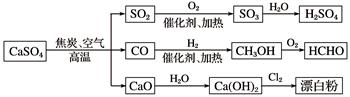 SO₂ O₂ 催化剂、加热 SO₃ H₂O H₂SO₄
CaSO₄ 焦炭、空气 高温 CO H₂ 催化剂、加热 CH₃OH O₂ HCHO
CaO H₂O Ca(OH)₂ Cl₂ 漂白粉